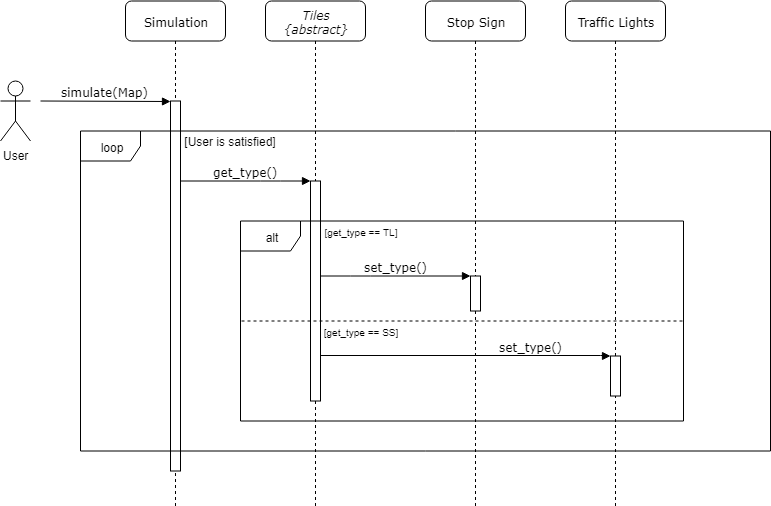 Simulation
Tiles
{abstract}
Stop Sign
Traffic Lights
simulate(Map)
User
loop
[User is satisfied]
get_type()
alt
[get_type == TL]
set_type()
[get_type == SS]
set_type()